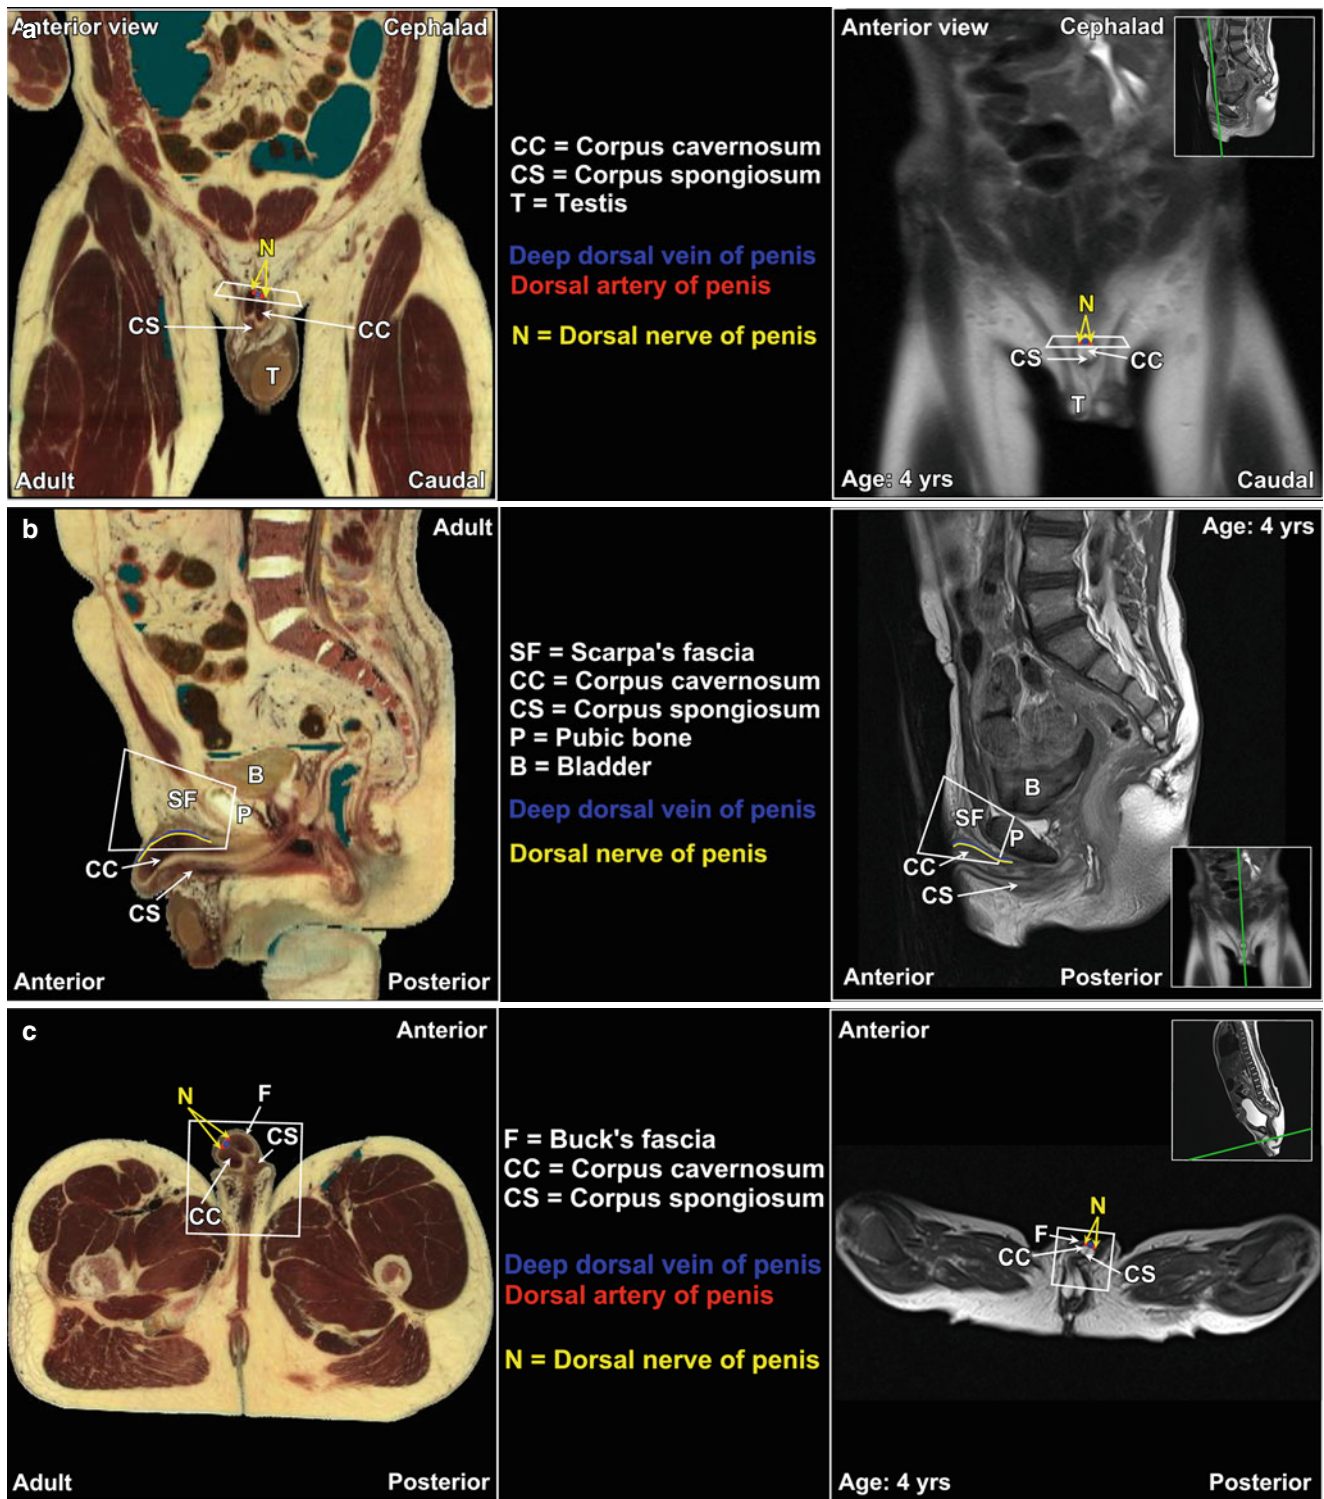 a
Anterior view
Cephalad
N
CS
CC
T
Adult
Caudal
CC = Corpus cavernosum
CS = Corpus spongiosum
T = Testis
Deep dorsal vein of penis
Dorsal artery of penis
N = Dorsal nerve of penis
Anterior view
Cephalad
N
CS
CC
T
Age: 4 yrs
Caudal
b
Adult
B
SF
P
CC
CS
Anterior
Posterior
SF = Scarpa's fascia
CC = Corpus cavernosum
CS = Corpus spongiosum
P = Pubic bone
B = Bladder
Deep dorsal vein of penis
Dorsal nerve of penis
Age: 4 yrs
B
SF
P
CC
CS
Anterior
Posterior
c
Anterior
N
F
CS
CC
Adult
Posterior
F = Buck's fascia
CC = Corpus cavernosum
CS = Corpus spongiosum
Deep dorsal vein of penis
Dorsal artery of penis
N = Dorsal nerve of penis
Anterior
N
F
CC
CS
Age: 4 yrs
Posterior